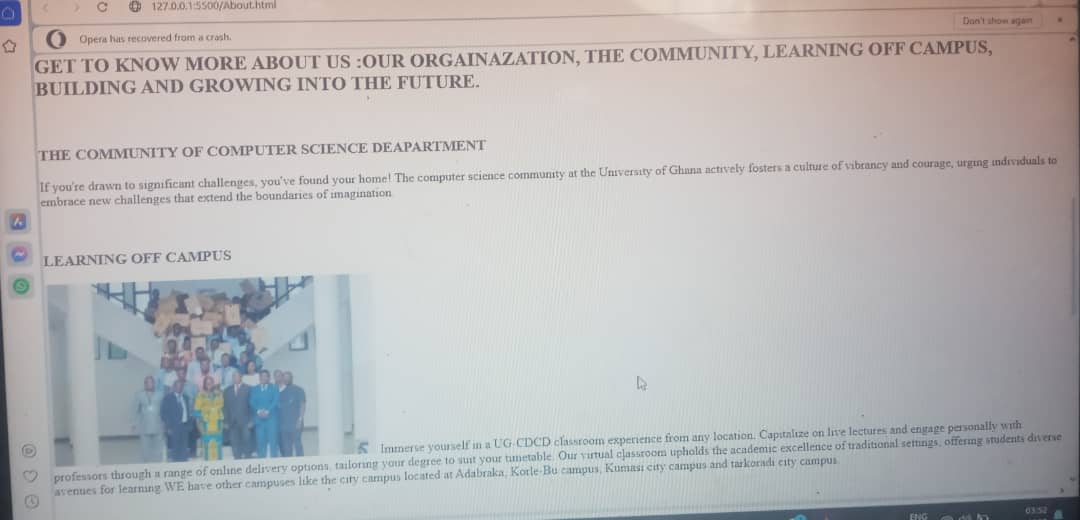 127.0.0.1:5500/About.html
Opera has recovered from a crash.
Don't show again
GET TO KNOW MORE ABOUT US :OUR ORGAINAZATION, THE COMMUNITY, LEARNING OFF CAMPUS,
BUILDING AND GROWING INTO THE FUTURE.
THE COMMUNITY OF COMPUTER SCIENCE DEAPARTMENT
If you're drawn to significant challenges, you've found your home! The computer science community at the University of Ghana actively fosters a culture of vibrancy and courage, urging individuals to
embrace new challenges that extend the boundaries of imagination
LEARNING OFF CAMPUS
Immerse yourself in a UG-CDCD classroom experience from any location. Capitalize on live lectures and engage personally with
professors through a range of online delivery options, tailoring your degree to suit your timetable. Our virtual classroom upholds the academic excellence of traditional settings, offering students diverse
avenues for learning.WE have other campuses like the city campus located at Adabraka, Korle-Bu campus, Kumasi city campus and tarkoradi city campus.
ENG
03:52